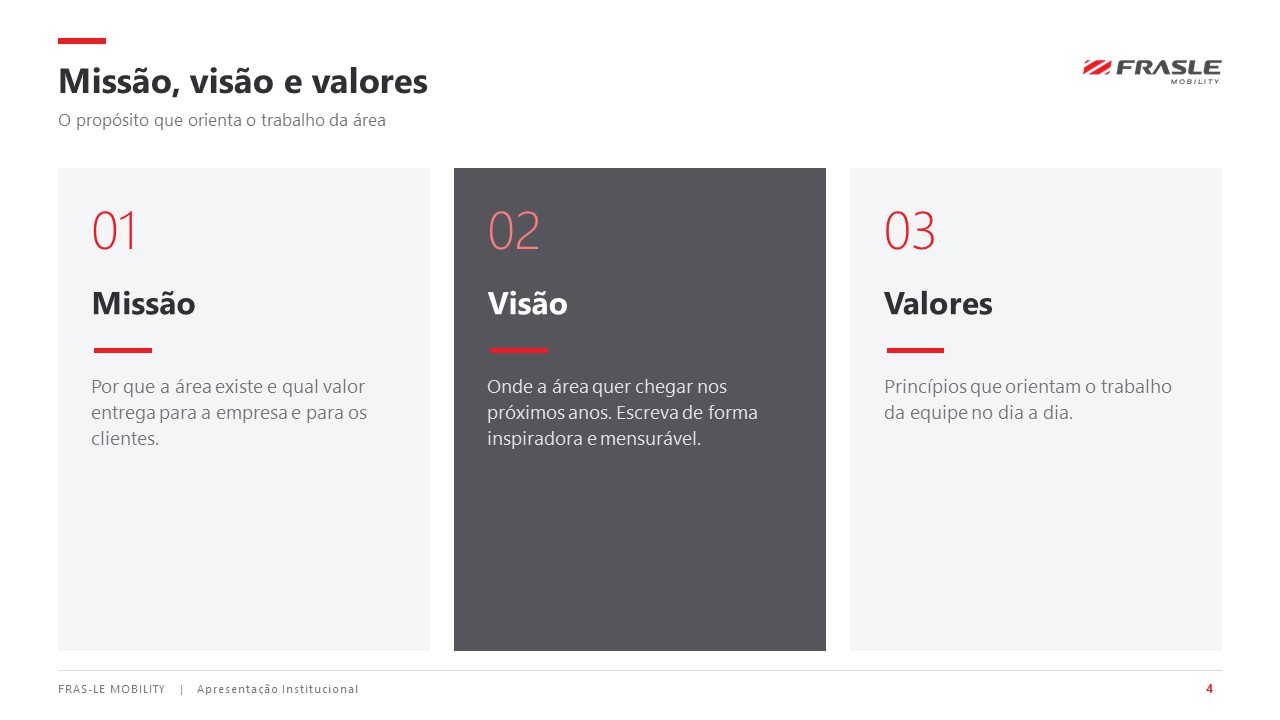 Missão, visão e valores
O propósito que orienta o trabalho da área
FRASLE
MOBILITY
01
Missão
Por que a área existe e qual valor
entrega para a empresa e para os
clientes.
02
Visão
Onde a área quer chegar nos
próximos anos. Escreva de forma
inspiradora e mensurável.
03
Valores
Princípios que orientam o trabalho
da equipe no dia a dia.
FRAS-LE MOBILITY | Apresentação Institucional
4